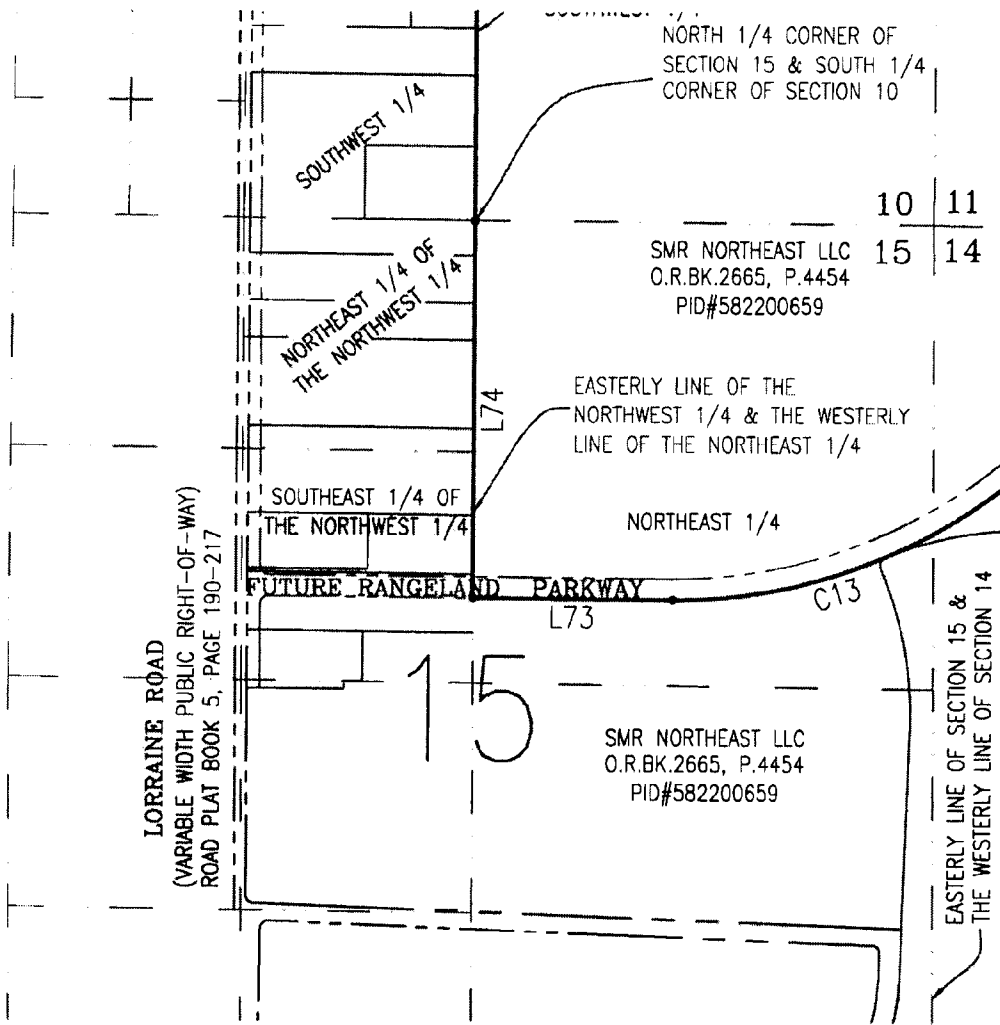 SOUTHWEST 1/4
NORTH 1/4 CORNER OF
SECTION 15 & SOUTH 1/4
CORNER OF SECTION 10
SOUTHWEST 1/4
10 11
15 14
SMR NORTHEAST LLC
O.R.BK.2665, P.4454
PID#582200659
NORTHEAST 1/4 OF
THE NORTHWEST 1/4
L74
EASTERLY LINE OF THE
NORTHWEST 1/4 & THE WESTERLY
LINE OF THE NORTHEAST 1/4
SOUTHEAST 1/4 OF
THE NORTHWEST 1/4
NORTHEAST 1/4
FUTURE RANGELAND PARKWAY
L73
C13
LORRAINE ROAD
(VARIABLE WIDTH PUBLIC RIGHT-OF-WAY)
ROAD PLAT BOOK 5, PAGE 190-217
15
SMR NORTHEAST LLC
O.R.BK.2665, P.4454
PID#582200659
EASTERLY LINE OF SECTION 15 &
THE WESTERLY LINE OF SECTION 14